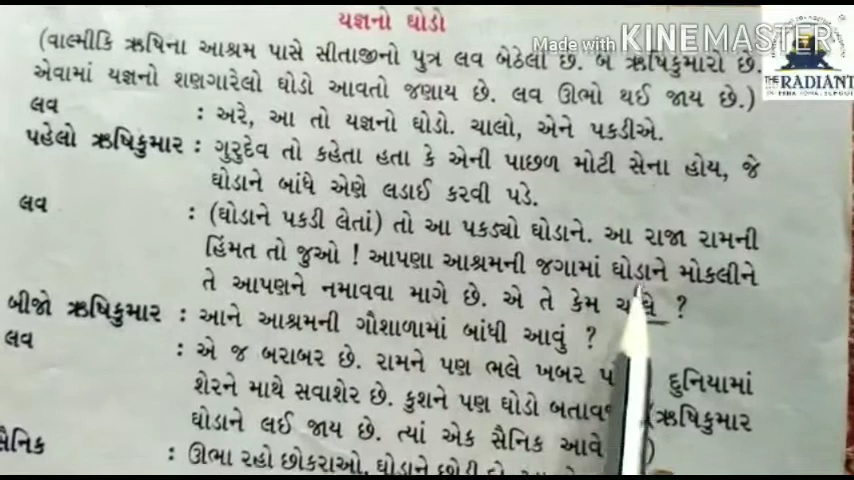 યજ્ઞનો ઘોડો
Made with KINEMASTER
(વાલ્મીકિ ઋષિના આશ્રમ પાસે સીતાજીનો પુત્ર લવ બેઠેલો છે. બે ઋષિકુમારો છે.
THE RADIANT
એવામાં યજ્ઞનો શણગારેલો ઘોડો આવતો જણાય છે. લવ ઊભો થઈ જાય છે.)
લવ : અરે, આ તો યજ્ઞનો ઘોડો. ચાલો, એને પકડીએ.
પહેલો ઋષિકુમાર : ગુરુદેવ તો કહેતા હતા કે એની પાછળ મોટી સેના હોય, જે
ઘોડાને બાંધે એણે લડાઈ કરવી પડે.
લવ : (ઘોડાને પકડી લેતાં) તો આ પકડ્યો ઘોડાને. આ રાજા રામની
હિંમત તો જુઓ ! આપણા આશ્રમની જગામાં ઘોડાને મોકલીને
તે આપણને નમાવવા માગે છે. એ તે કેમ ચાલે ?
બીજો ઋષિકુમાર : આને આશ્રમની ગૌશાળામાં બાંધી આવું ?
લવ : એ જ બરાબર છે. રામને પણ ભલે ખબર દુનિયામાં
શેરને માથે સવાશેર છે. કુશને પણ ઘોડો (ઋષિકુમાર
ઘોડાને લઈ જાય છે. ત્યાં એક સૈનિક આવે )
સૈનિક : ઊભા રહો છોકરાઓ, ઘોડાને